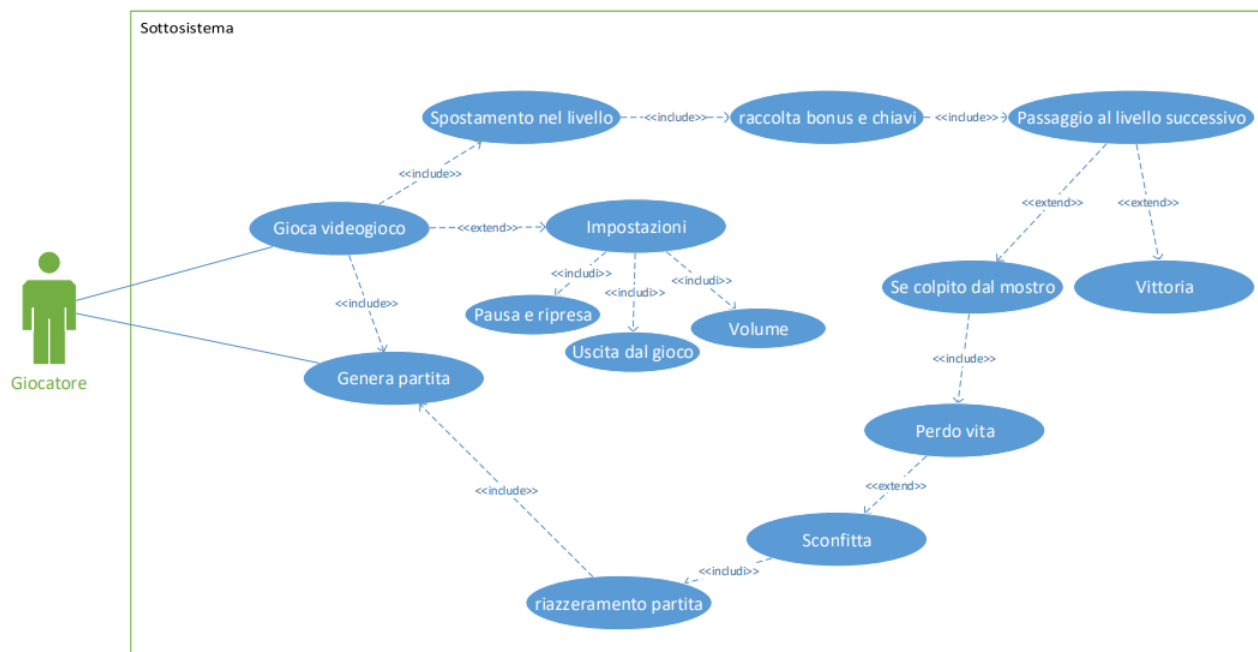 Sottosistema
Spostamento nel livello
<<include>>
raccolta bonus e chiavi
<<include>>
Passaggio al livello successivo
<<include>>
<<extend>>
<<extend>>
Gioca videogioco
<<extend>>
Impostazioni
<<includi>>
<<includi>>
<<includi>>
Se colpito dal mostro
Vittoria
<<include>>
Pausa e ripresa
Volume
Uscita dal gioco
<<include>>
Giocatore
Genera partita
Perdo vita
<<include>>
<<extend>>
Sconfitta
<<includi>>
riazzeramento partita